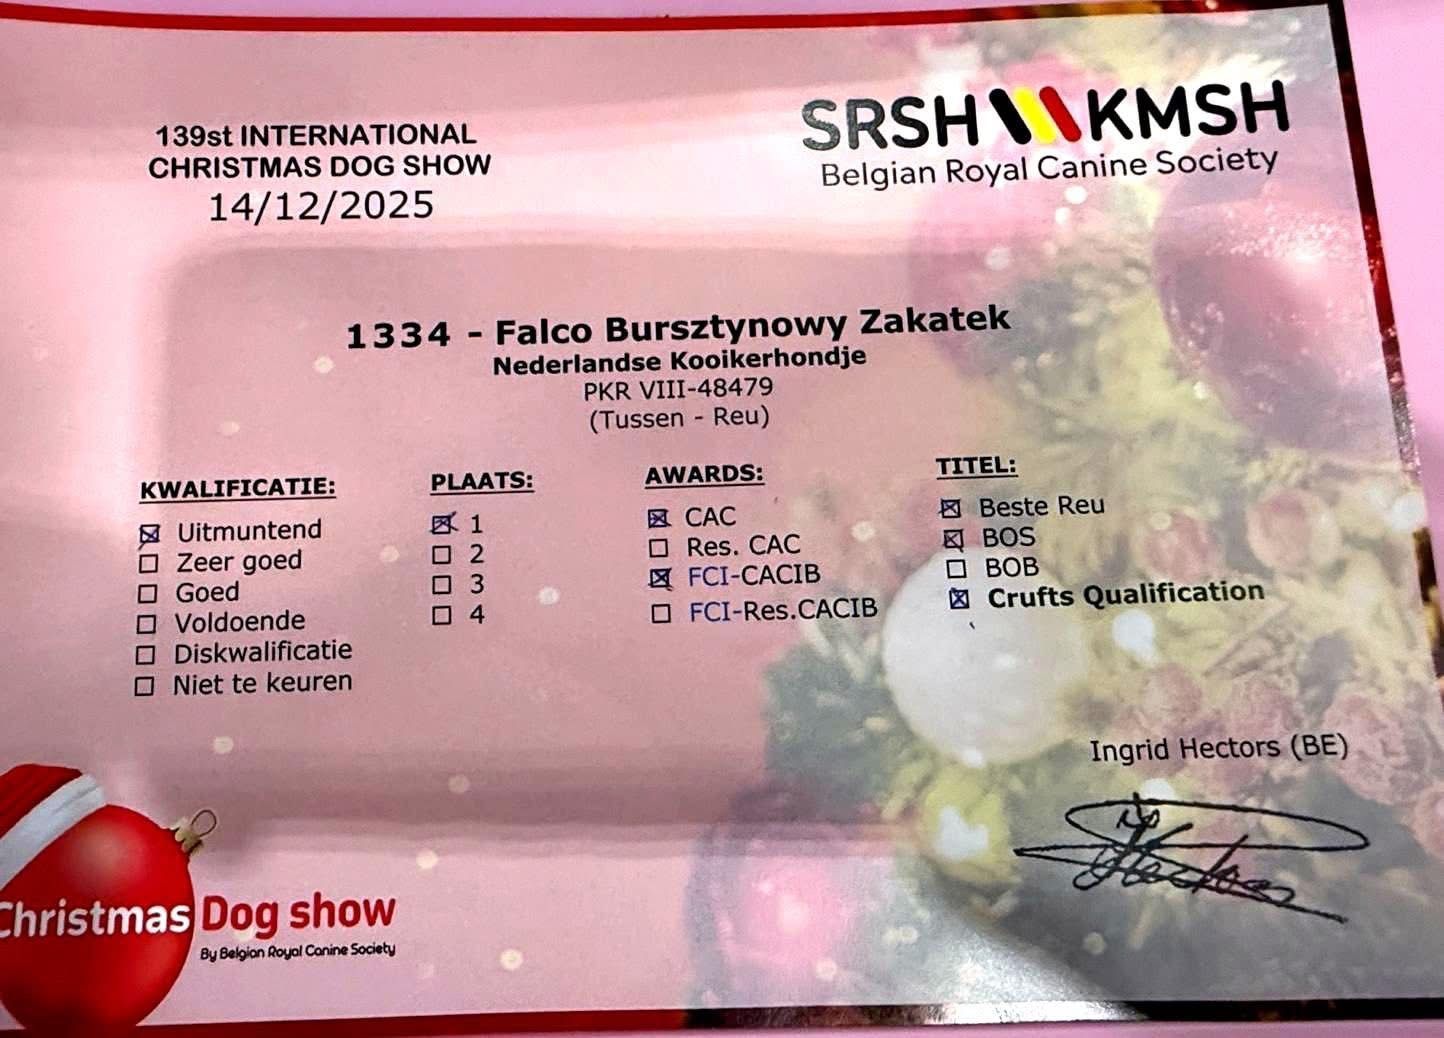 139st INTERNATIONAL
CHRISTMAS DOG SHOW
14/12/2025
SRSH KMSH
Belgian Royal Canine Society
1334 - Falco Bursztynowy Zakatek
Nederlandse Kooikerhondje
PKR VIII-48479
(Tussen - Reu)
KWALIFICATIE:
Uitmuntend
Zeer goed
Goed
Voldoende
Diskwalificatie
Niet te keuren
PLAATS:
1
2
3
4
AWARDS:
CAC
Res. CAC
FCI-CACIB
FCI-Res.CACIB
TITEL:
Beste Reu
BOS
BOB
Crufts Qualification
Ingrid Hectors (BE)
Christmas Dog show
By Belgian Royal Canine Society